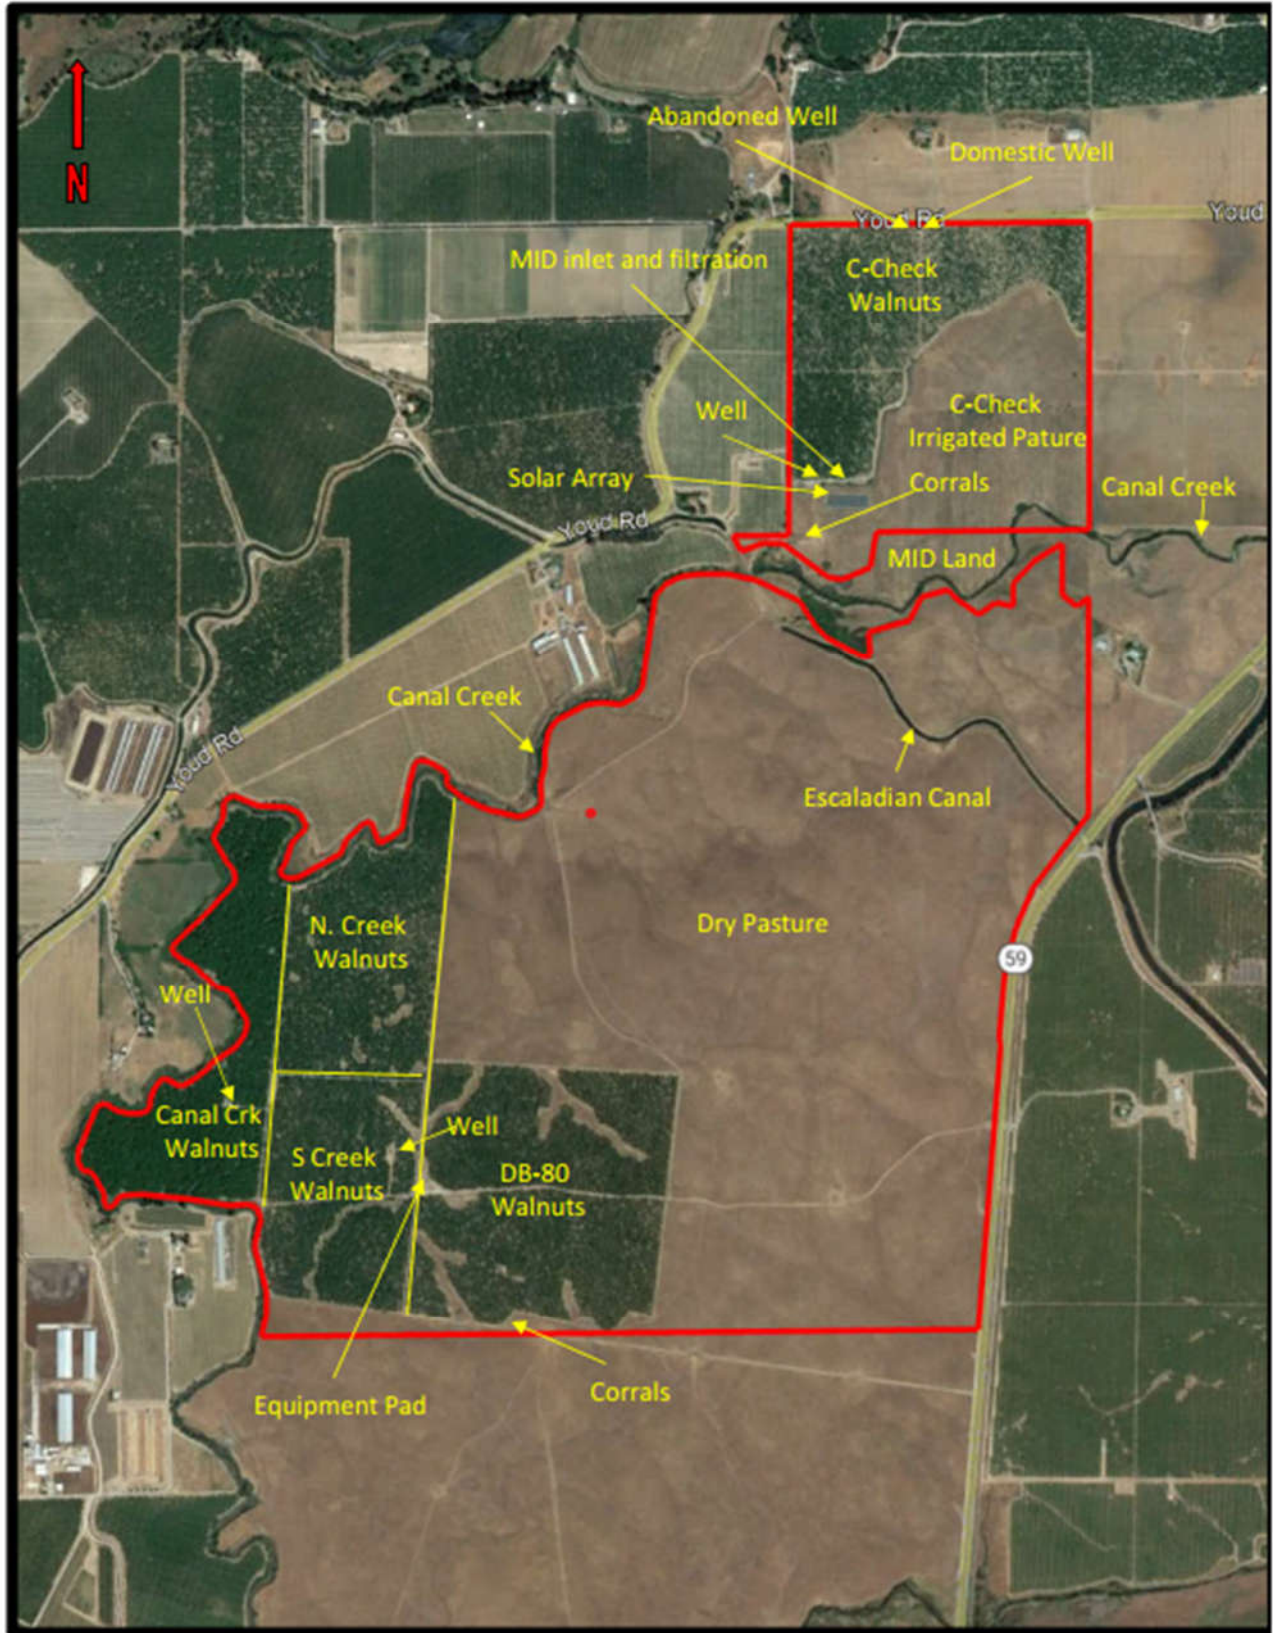 Abandoned Well
Domestic Well
N
Youd Rd
Youd
MID inlet and filtration
C-Check
Walnuts
Well
C-Check
Irrigated Pature
Solar Array
Corrals
Canal Creek
Youd Rd
MID Land
Canal Creek
Youd Rd
Escaladian Canal
N. Creek
Walnuts
Dry Pasture
59
Well
Canal Crk
Walnuts
Well
S Creek
Walnuts
DB-80
Walnuts
Equipment Pad
Corrals